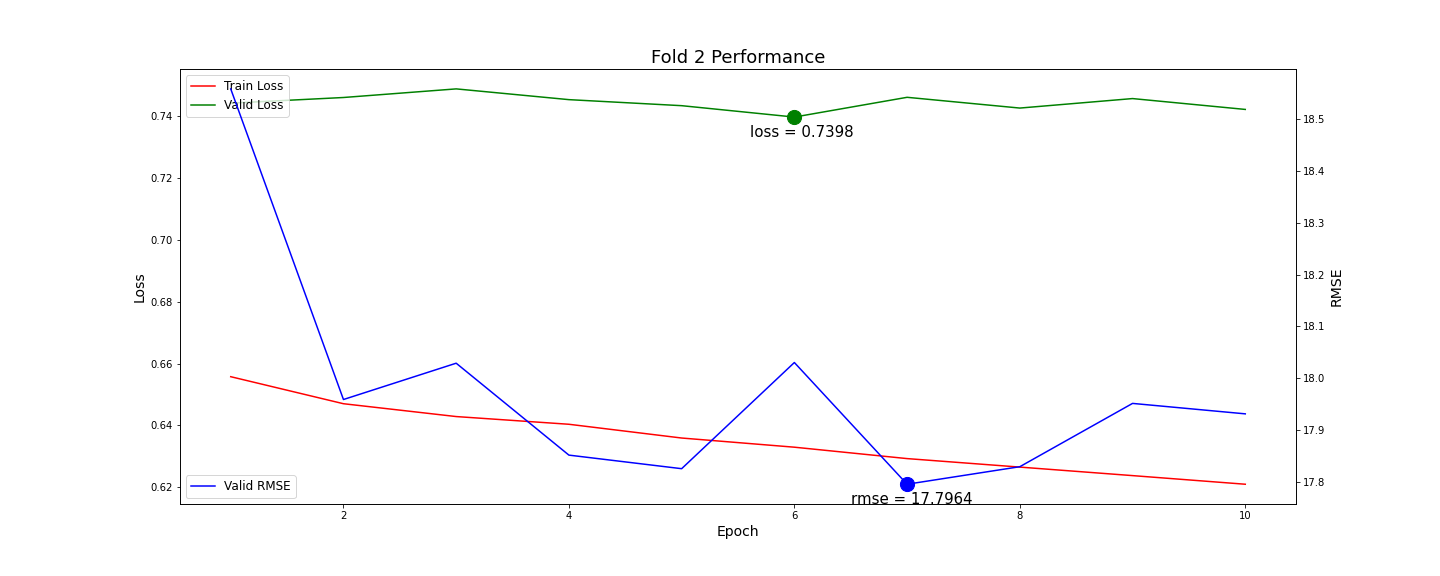 Fold 2 Performance
Train Loss
Valid Loss
Valid RMSE
loss = 0.7398
rmse = 17.7964
Loss
0.74
0.72
0.70
0.68
0.66
0.64
0.62
RMSE
18.5
18.4
18.3
18.2
18.1
18.0
17.9
17.8
2 4 6 8 10
Epoch